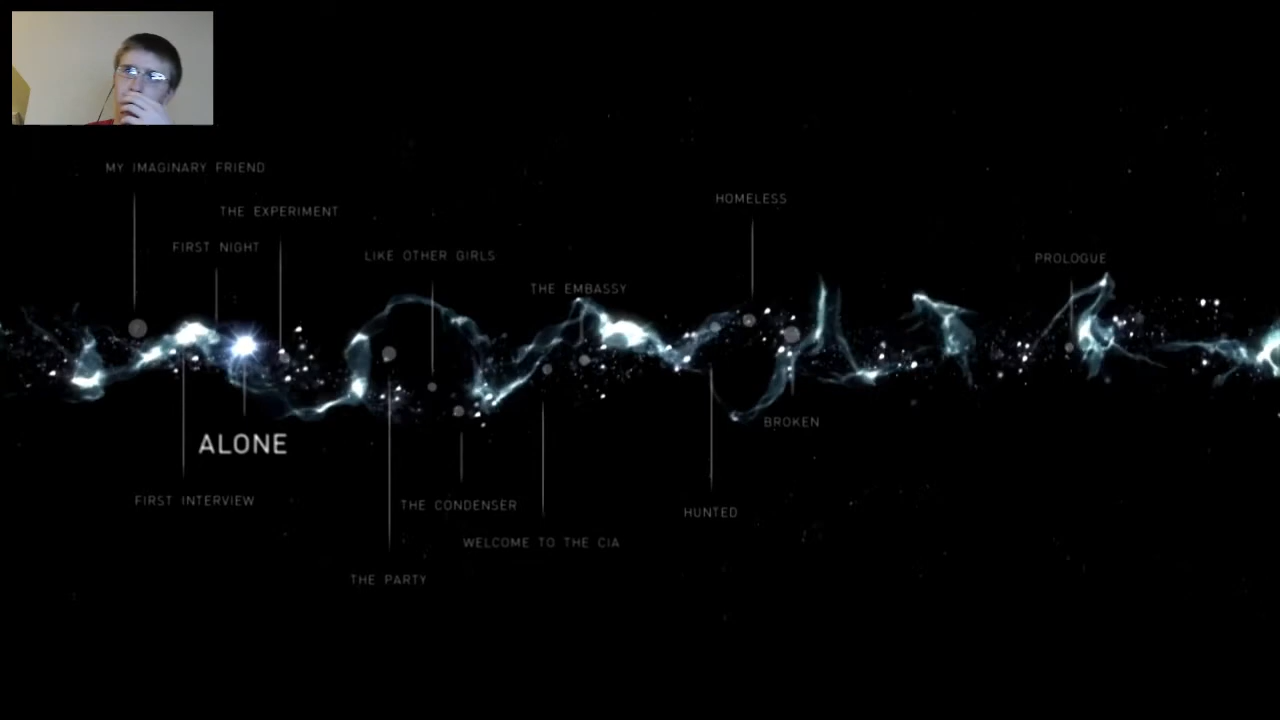 MY IMAGINARY FRIEND
THE EXPERIMENT
FIRST NIGHT
LIKE OTHER GIRLS
THE EMBASSY
HOMELESS
PROLOGUE
ALONE
BROKEN
FIRST INTERVIEW
THE CONDENSER
HUNTED
WELCOME TO THE CIA
THE PARTY